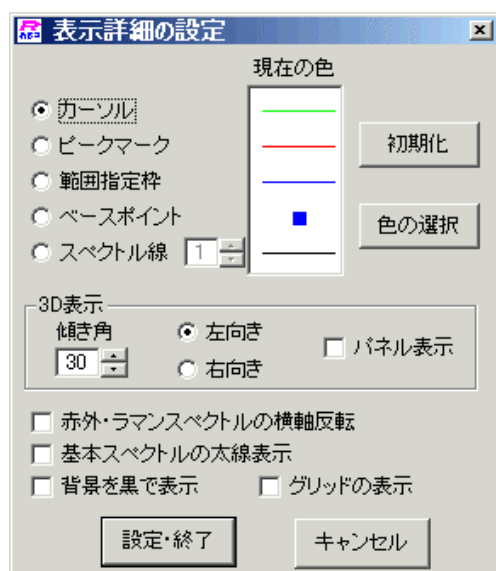 表示詳細の設定
現在の色
カーソル
ピークマーク
初期化
範囲指定枠
ベースポイント
色の選択
スペクトル線 1
3D表示
傾き角
左向き
パネル表示
30
右向き
赤外・ラマンスペクトルの横軸反転
基本スペクトルの太線表示
背景を黒で表示 グリッドの表示
設定・終了 キャンセル